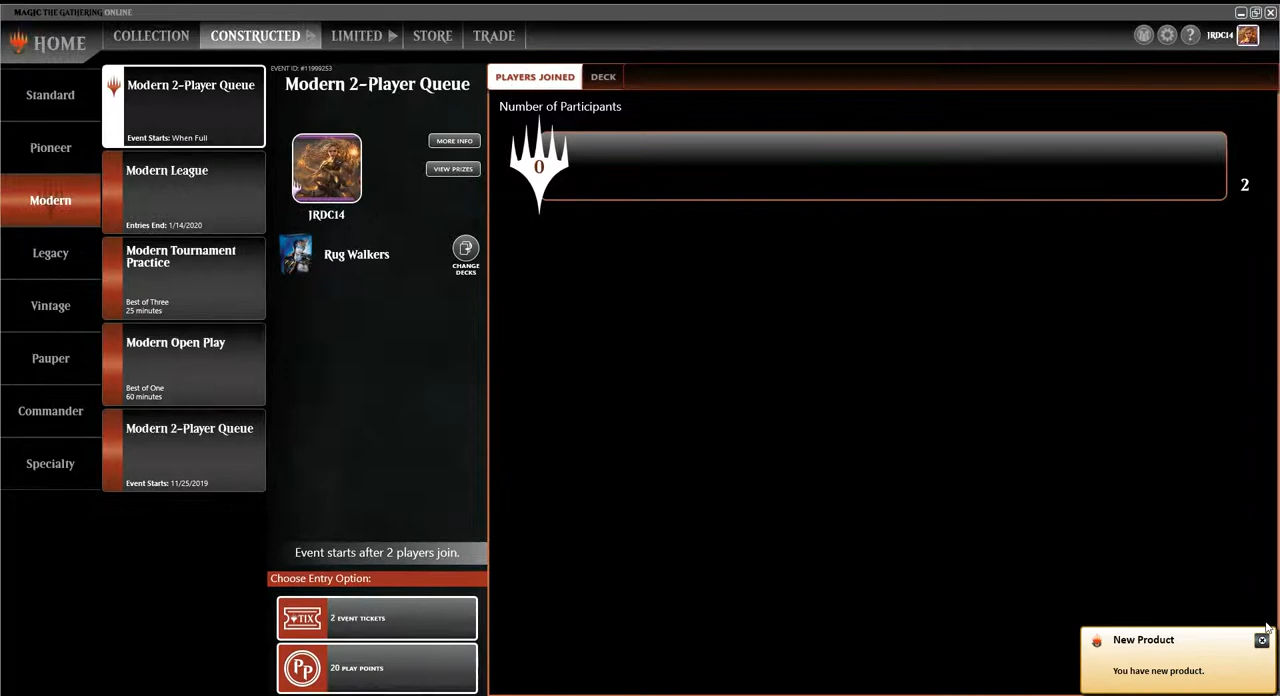 MAGIC THE GATHERING ONLINE
HOME
COLLECTION
CONSTRUCTED
LIMITED
STORE
TRADE
?
JRDC14
Standard
Pioneer
Modern
Legacy
Vintage
Pauper
Commander
Specialty
Modern 2-Player Queue
Event Starts: When Full
Modern League
Entries End: 1/14/2020
Modern Tournament
Practice
Best of Three
25 minutes
Modern Open Play
Best of One
60 minutes
Modern 2-Player Queue
Event Starts: 11/25/2019
EVENT ID: #11999253
Modern 2-Player Queue
MORE INFO
VIEW PRIZES
JRDC14
Rug Walkers
CHANGE
DECKS
Event starts after 2 players join.
Choose Entry Option:
TIX
2 EVENT TICKETS
PP
20 PLAY POINTS
PLAYERS JOINED
DECK
Number of Participants
0
2
New Product
You have new product.